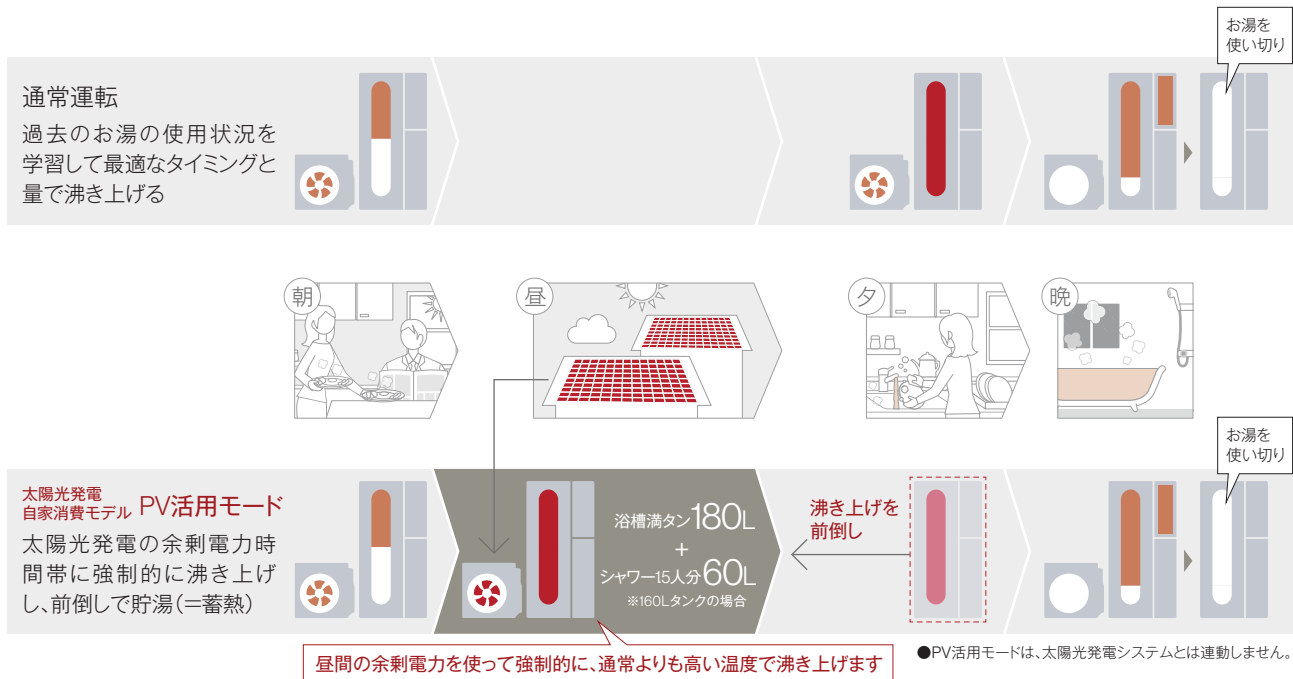 お湯を
使い切り
通常運転
過去のお湯の使用状況を
学習して最適なタイミングと
量で沸き上げる
朝
昼
夕
晩
お湯を
使い切り
太陽光発電
自家消費モデル PV活用モード
太陽光発電の余剰電力時
間帯に強制的に沸き上げ
し、前倒しで貯湯(=蓄熱)
浴槽満タン180L
+
シャワー15人分60L
※160Lタンクの場合
沸き上げを
前倒し
昼間の余剰電力を使って強制的に、通常よりも高い温度で沸き上げます
●PV活用モードは、太陽光発電システムとは連動しません。